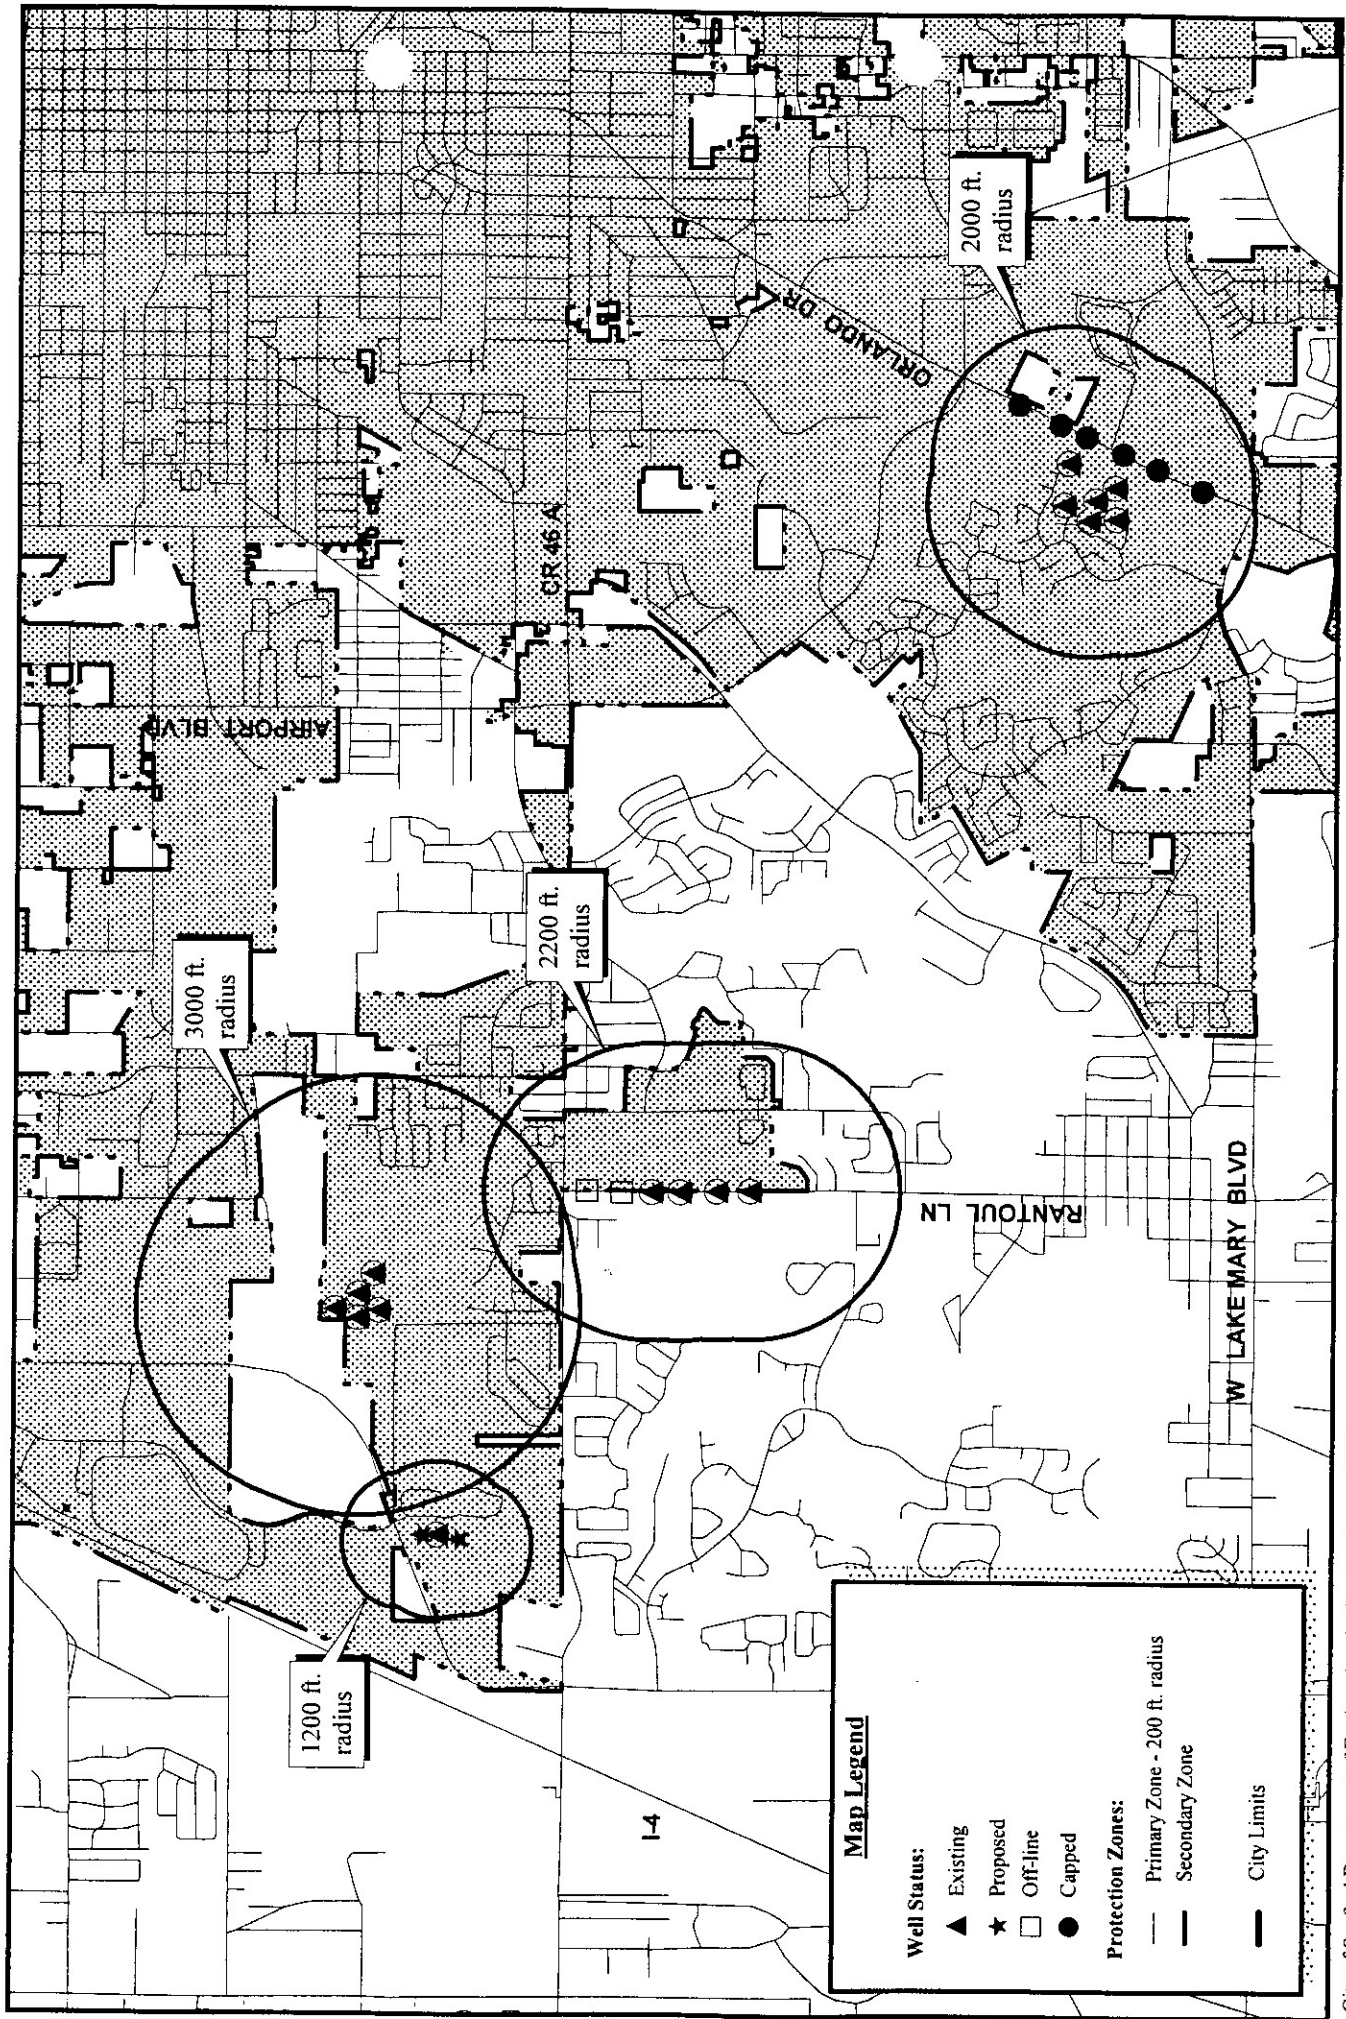 3000 ft.
radius
1200 ft.
radius
2200 ft.
radius
2000 ft.
radius
AIRPORT BLVD
CR 46 A
ORLANDO DR
RANTOUL LN
W LAKE MARY BLVD
I-4
Map Legend
Well Status:
Existing
Proposed
Off-line
Capped
Protection Zones:
Primary Zone - 200 ft. radius
Secondary Zone
City Limits